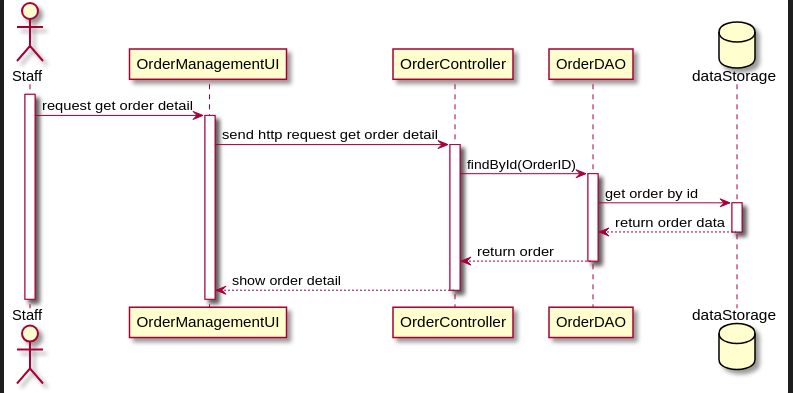 Staff
OrderManagementUI
OrderController
OrderDAO
dataStorage
request get order detail
send http request get order detail
findById(OrderID)
get order by id
return order data
return order
show order detail
Staff
OrderManagementUI
OrderController
OrderDAO
dataStorage